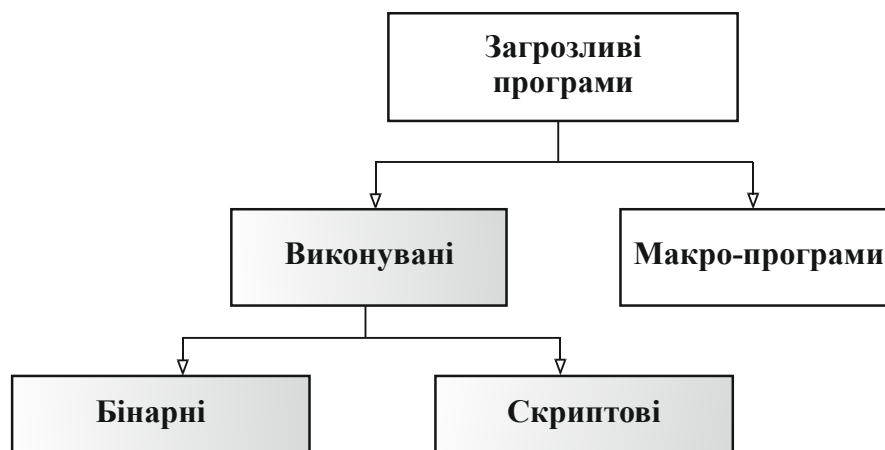 Загрозливі
програми
Виконувані
Макро-програми
Бінарні
Скриптові